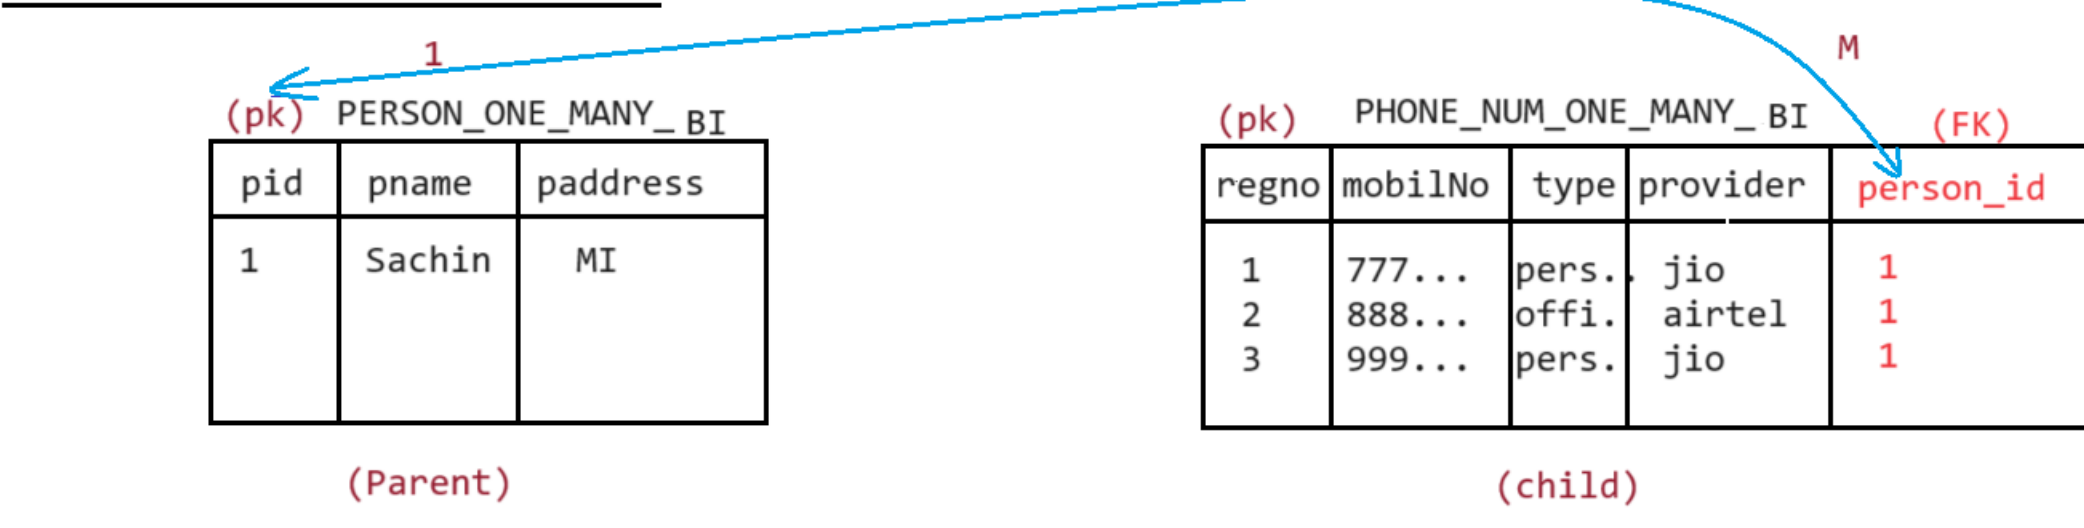 1
M
(pk) PERSON_ONE_MANY_ BI
(pk) PHONE_NUM_ONE_MANY_ BI (FK)
pid pname paddress
regno mobilNo type provider person_id
1 Sachin MI
1 777... pers.. jio 1
2 888... offi. airtel 1
3 999... pers. jio 1
(Parent)
(child)